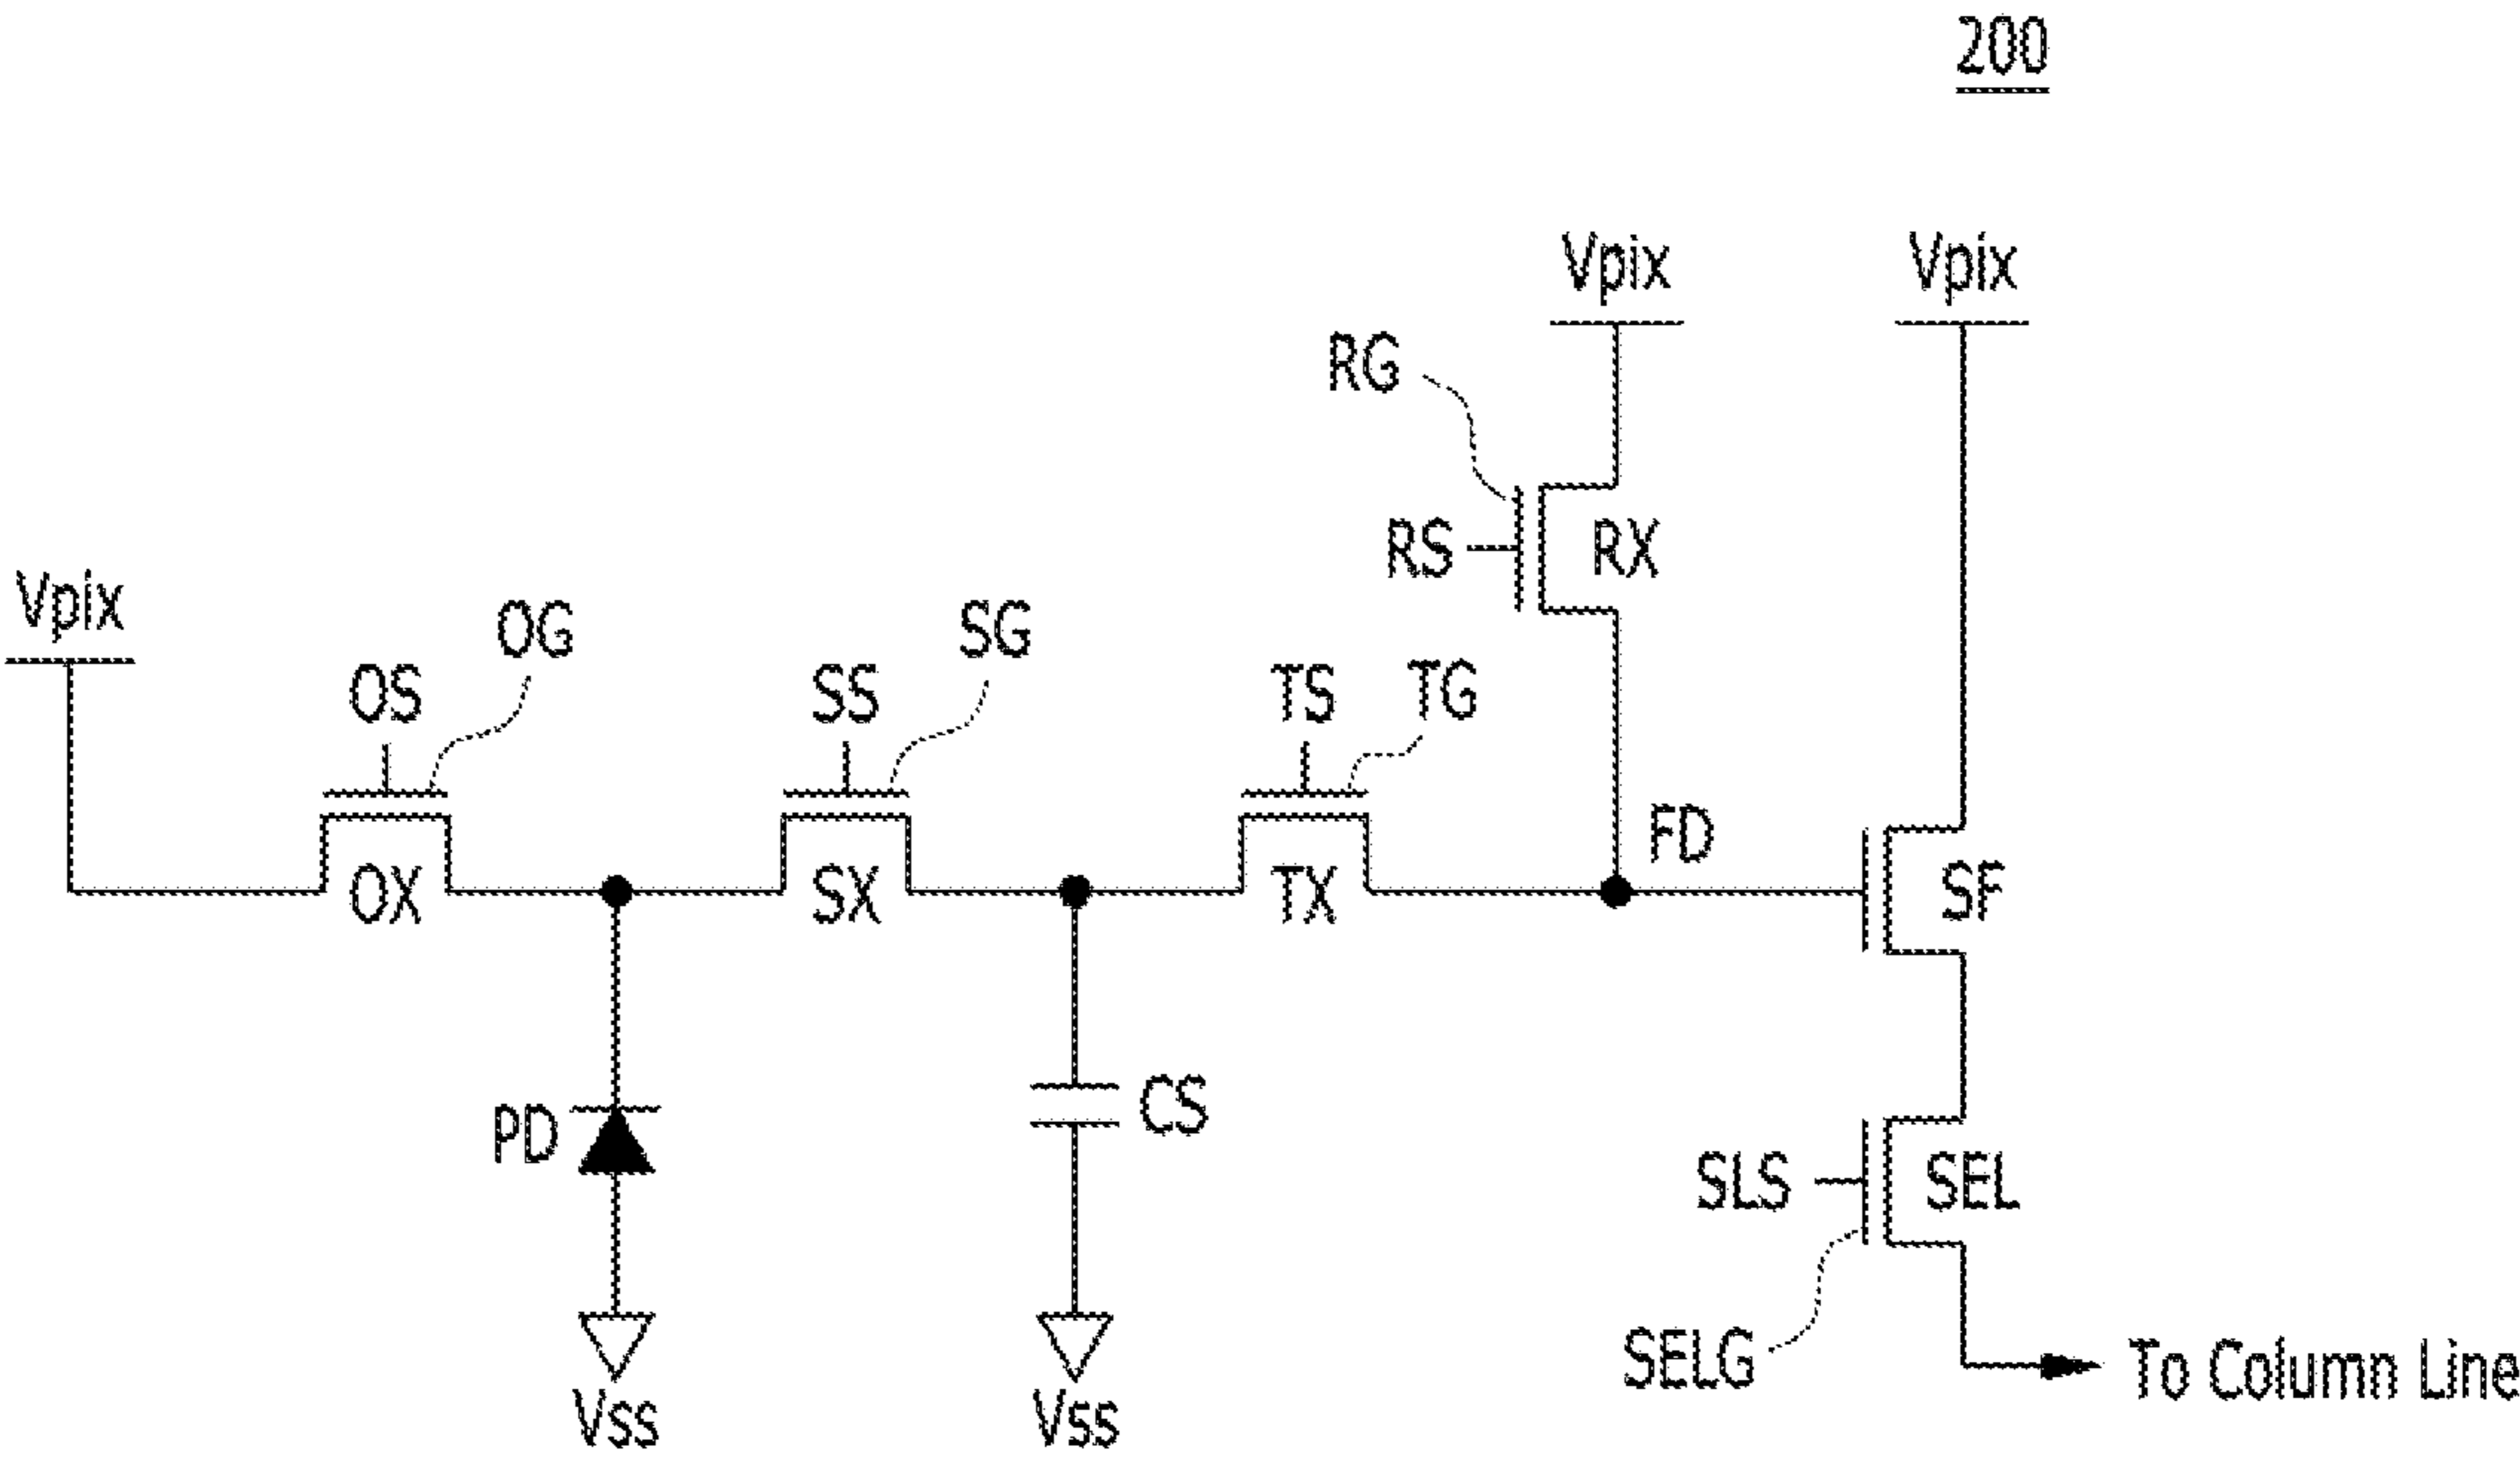 200
Vpix
Vpix
RG
RS
RX
Vpix
OG
SG
OS
SS
TS
TG
FD
OX
SX
TX
SF
PD
CS
SLS
SEL
SELG
To Column Line
Vss
Vss